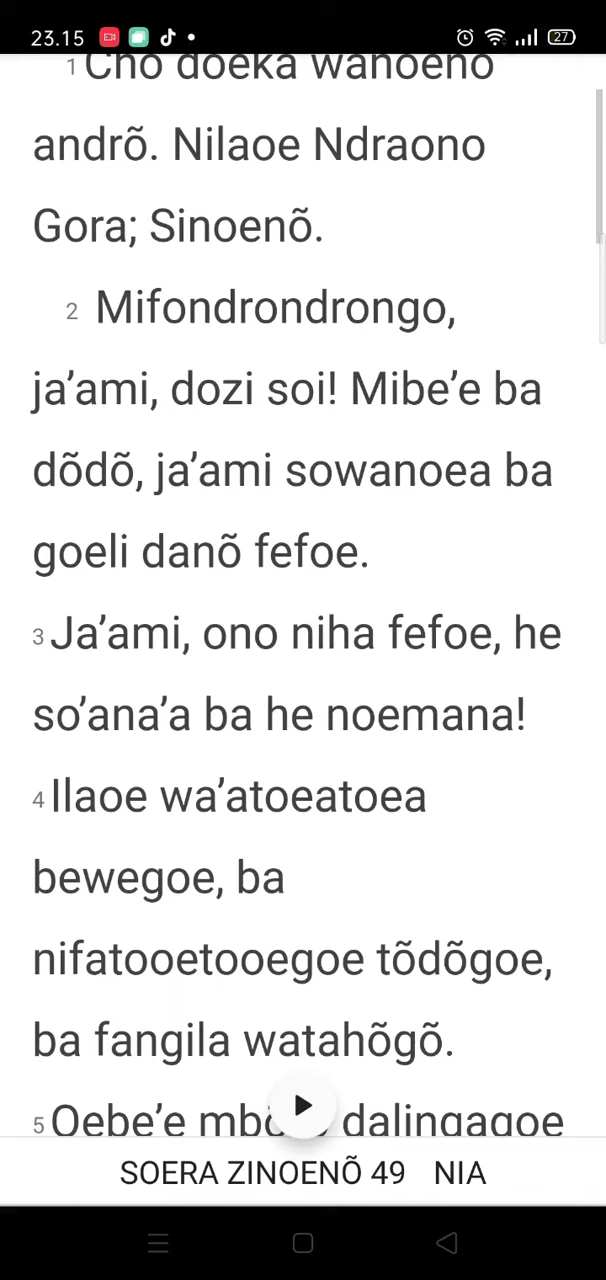 23.15
27
1 Cho doeka wanoeno
andrõ. Nilaoe Ndraono
Gora; Sinoenõ.
2 Mifondrondrongo,
ja’ami, dozi soi! Mibe’e ba
dõdõ, ja’ami sowanoea ba
goeli danõ fefoe.
3 Ja’ami, ono niha fefoe, he
so’ana’a ba he noemana!
4 Ilaoe wa’atoeatoea
bewegoe, ba
nifatooetooegoe tõdõgoe,
ba fangila watahõgõ.
5 Oebe’e dalingagoe
SOERA ZINOENÕ 49 NIA